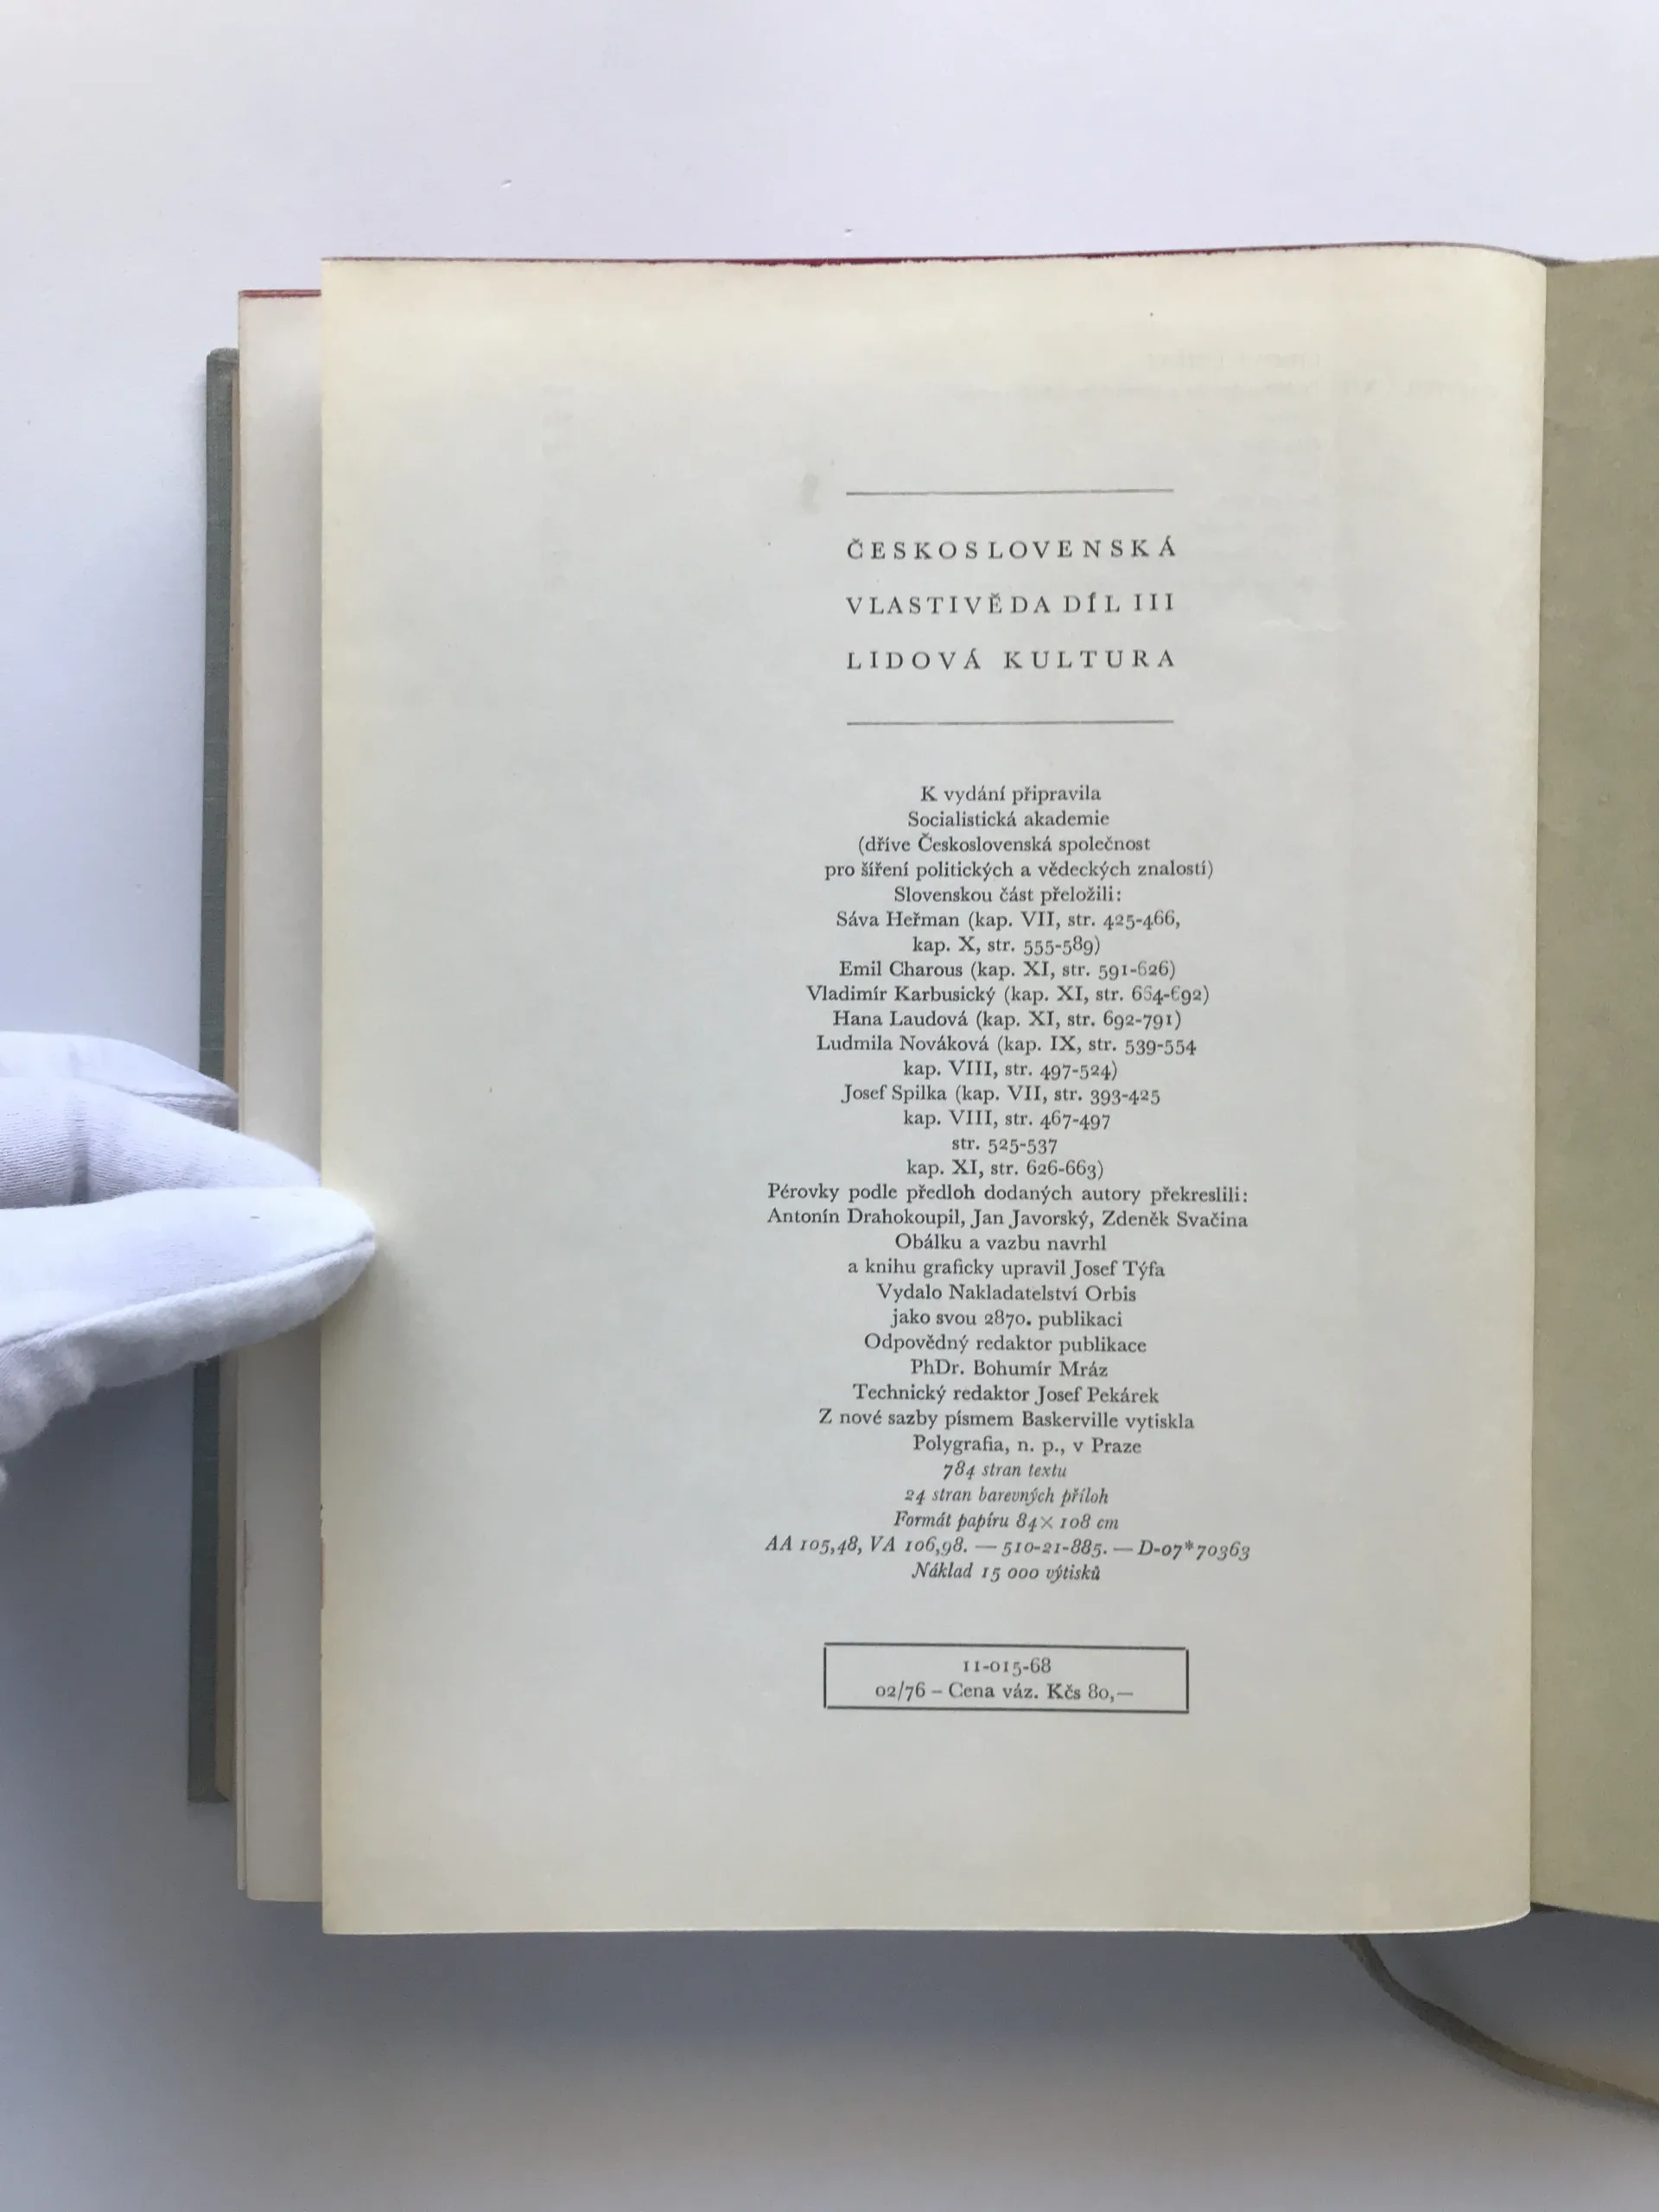 ČESKOSLOVENSKÁ
VLASTIVĚDA DÍL III
LIDOVÁ KULTURA
K vydání připravila
Socialistická akademie
(dříve Československá společnost
pro šíření politických a vědeckých znalostí)
Slovenskou část přeložili:
Sáva Heřman (kap. VII, str. 425-466,
kap. X, str. 555-589)
Emil Charous (kap. XI, str. 591-626)
Vladimír Karbusický (kap. XI, str. 664-692)
Hana Laudová (kap. XI, str. 692-791)
Ludmila Nováková (kap. IX, str. 539-554
kap. VIII, str. 497-524)
Josef Spilka (kap. VII, str. 393-425
kap. VIII, str. 467-497
str. 525-537
kap. XI, str. 626-663)
Pérovky podle předloh dodaných autory překreslili:
Antonín Drahokoupil, Jan Javorský, Zdeněk Svačina
Obálku a vazbu navrhl
a knihu graficky upravil Josef Týfa
Vydalo Nakladatelství Orbis
jako svou 2870. publikaci
Odpovědný redaktor publikace
PhDr. Bohumír Mráz
Technický redaktor Josef Pekárek
Z nové sazby písmem Baskerville vytiskla
Polygrafia, n. p., v Praze
784 stran textu
24 stran barevných příloh
Formát papíru 84× 108 cm
AA 105,48, VA 106,98. — 510-21-885. — D-07*70363
Náklad 15 000 výtisků
11-015-68
02/76 – Cena váz. Kčs 80,—